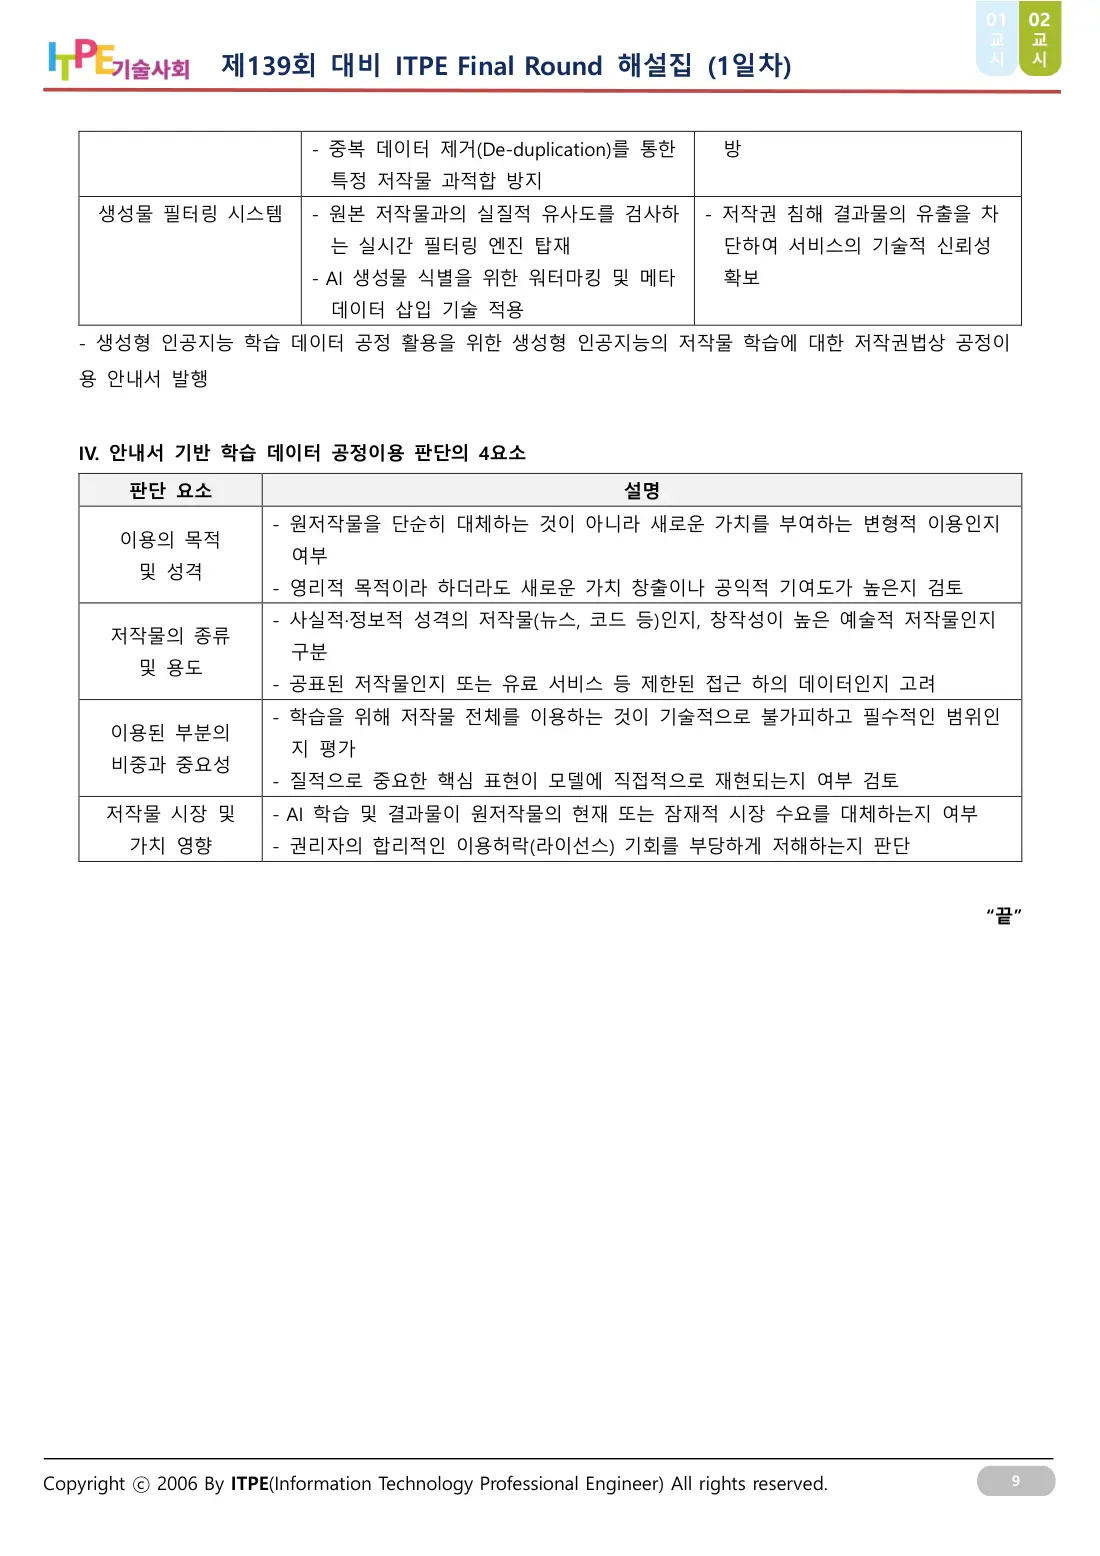 ITPE기술사회 제139회 대비 ITPE Final Round 해설집 (1일차)
01 교시
02 교시
- 중복 데이터 제거(De-duplication)를 통한
특정 저작물 과적합 방지
방
생성물 필터링 시스템
- 원본 저작물과의 실질적 유사도를 검사하
는 실시간 필터링 엔진 탑재
- AI 생성물 식별을 위한 워터마킹 및 메타
데이터 삽입 기술 적용
- 저작권 침해 결과물의 유출을 차
단하여 서비스의 기술적 신뢰성
확보
- 생성형 인공지능 학습 데이터 공정 활용을 위한 생성형 인공지능의 저작물 학습에 대한 저작권법상 공정이
용 안내서 발행
IV. 안내서 기반 학습 데이터 공정이용 판단의 4요소
판단 요소 설명
이용의 목적
및 성격
- 원저작물을 단순히 대체하는 것이 아니라 새로운 가치를 부여하는 변형적 이용인지
여부
- 영리적 목적이라 하더라도 새로운 가치 창출이나 공익적 기여도가 높은지 검토
저작물의 종류
및 용도
- 사실적·정보적 성격의 저작물(뉴스, 코드 등)인지, 창작성이 높은 예술적 저작물인지
구분
- 공표된 저작물인지 또는 유료 서비스 등 제한된 접근 하의 데이터인지 고려
이용된 부분의
비중과 중요성
- 학습을 위해 저작물 전체를 이용하는 것이 기술적으로 불가피하고 필수적인 범위인
지 평가
- 질적으로 중요한 핵심 표현이 모델에 직접적으로 재현되는지 여부 검토
저작물 시장 및
가치 영향
- AI 학습 및 결과물이 원저작물의 현재 또는 잠재적 시장 수요를 대체하는지 여부
- 권리자의 합리적인 이용허락(라이선스) 기회를 부당하게 저해하는지 판단
“끝”
Copyright ⓒ 2006 By ITPE(Information Technology Professional Engineer) All rights reserved.
9